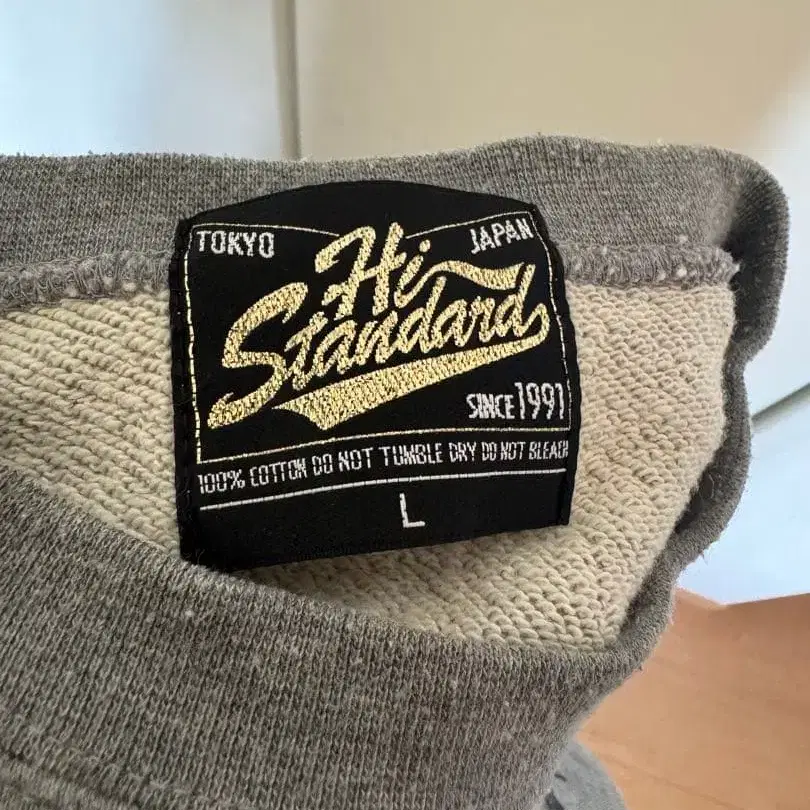 TOKYO
JAPAN
Hi
Standard
SINCE 1991
100% COTTON DO NOT TUMBLE DRY DO NOT BLEACH
L